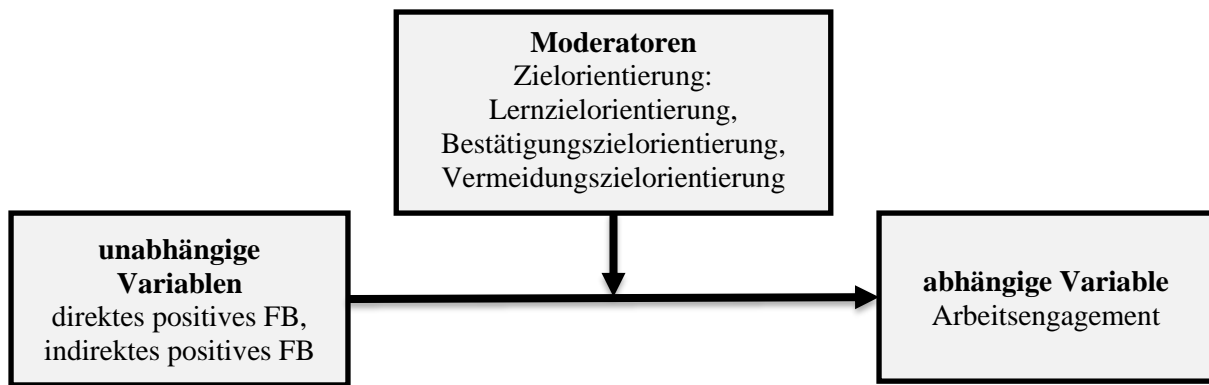 Moderatoren
Zielorientierung:
Lernzielorientierung,
Bestätigungszielorientierung,
Vermeidungszielorientierung
unabhängige
Variablen
direktes positives FB,
indirektes positives FB
abhängige Variable
Arbeitsengagement